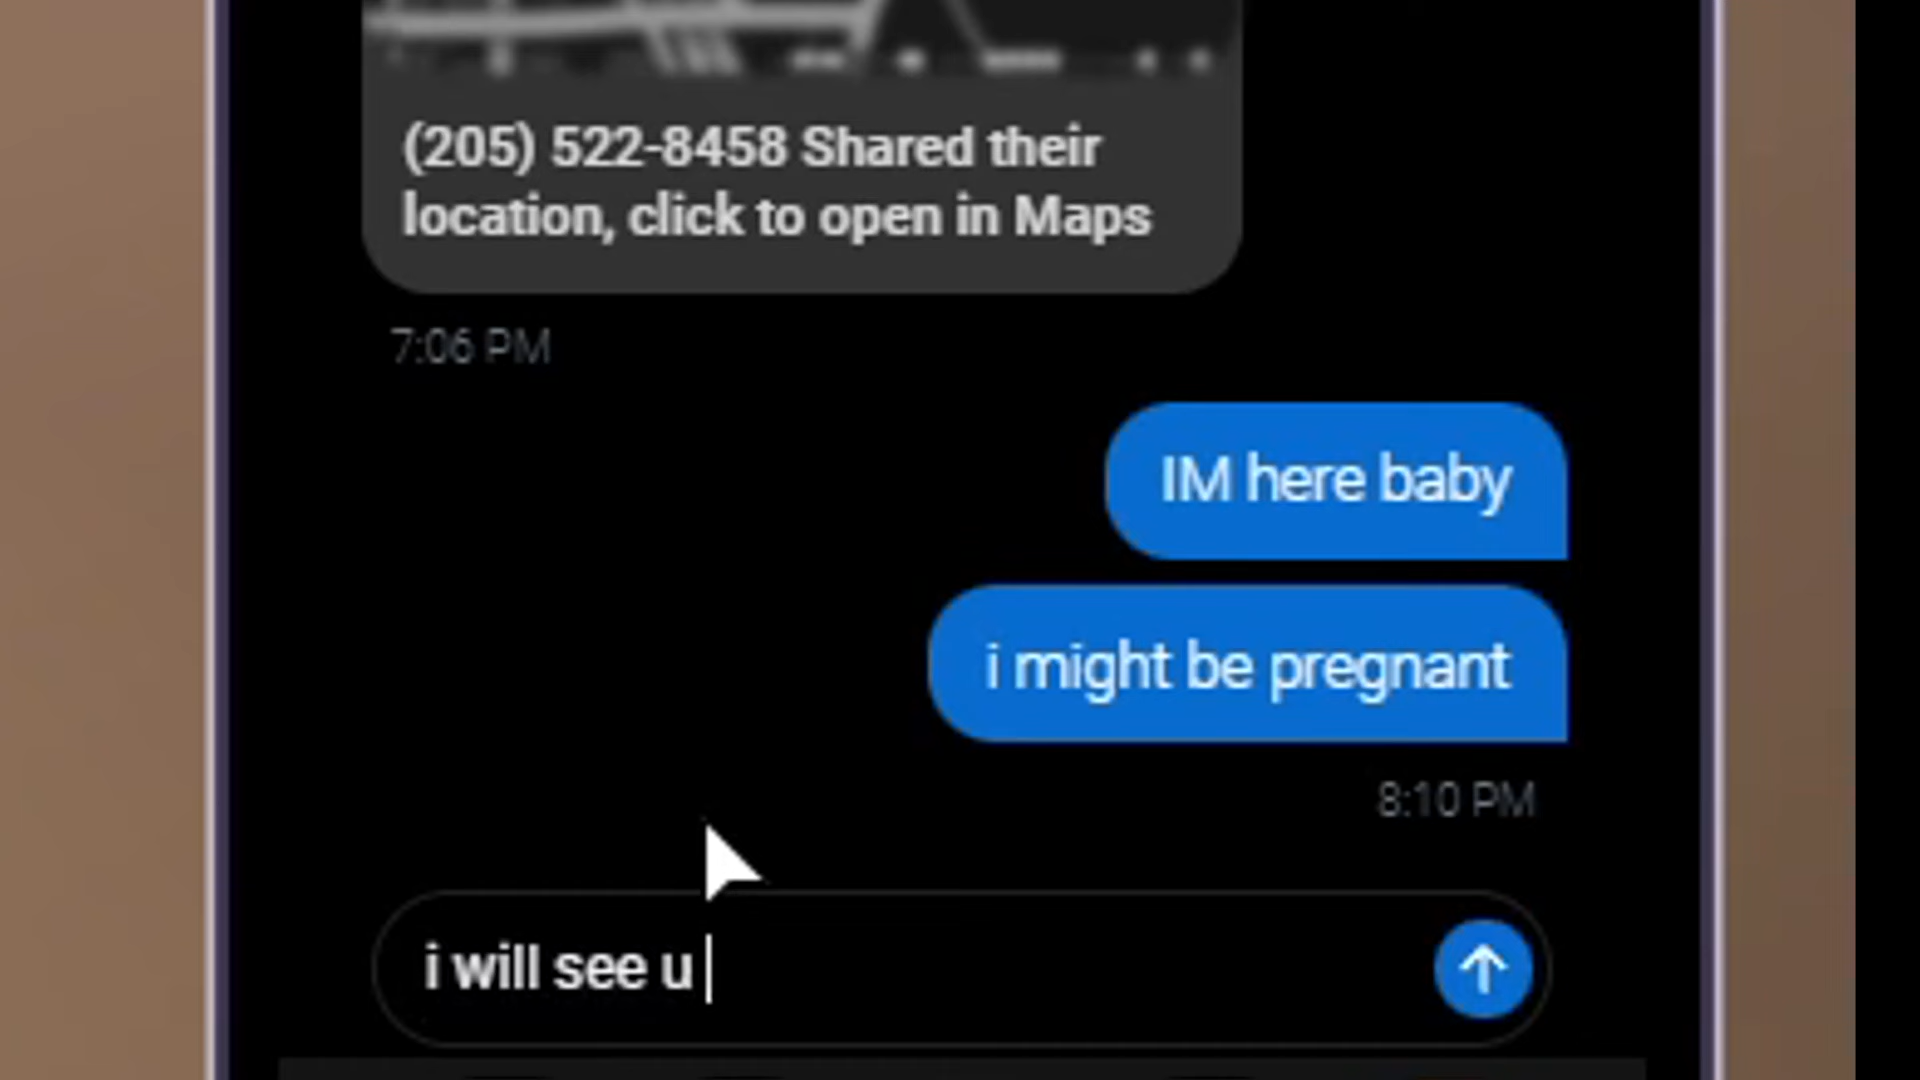 (205) 522-8458 Shared their
location, click to open in Maps
7:06 PM
IM here baby
i might be pregnant
8:10 PM
i will see u